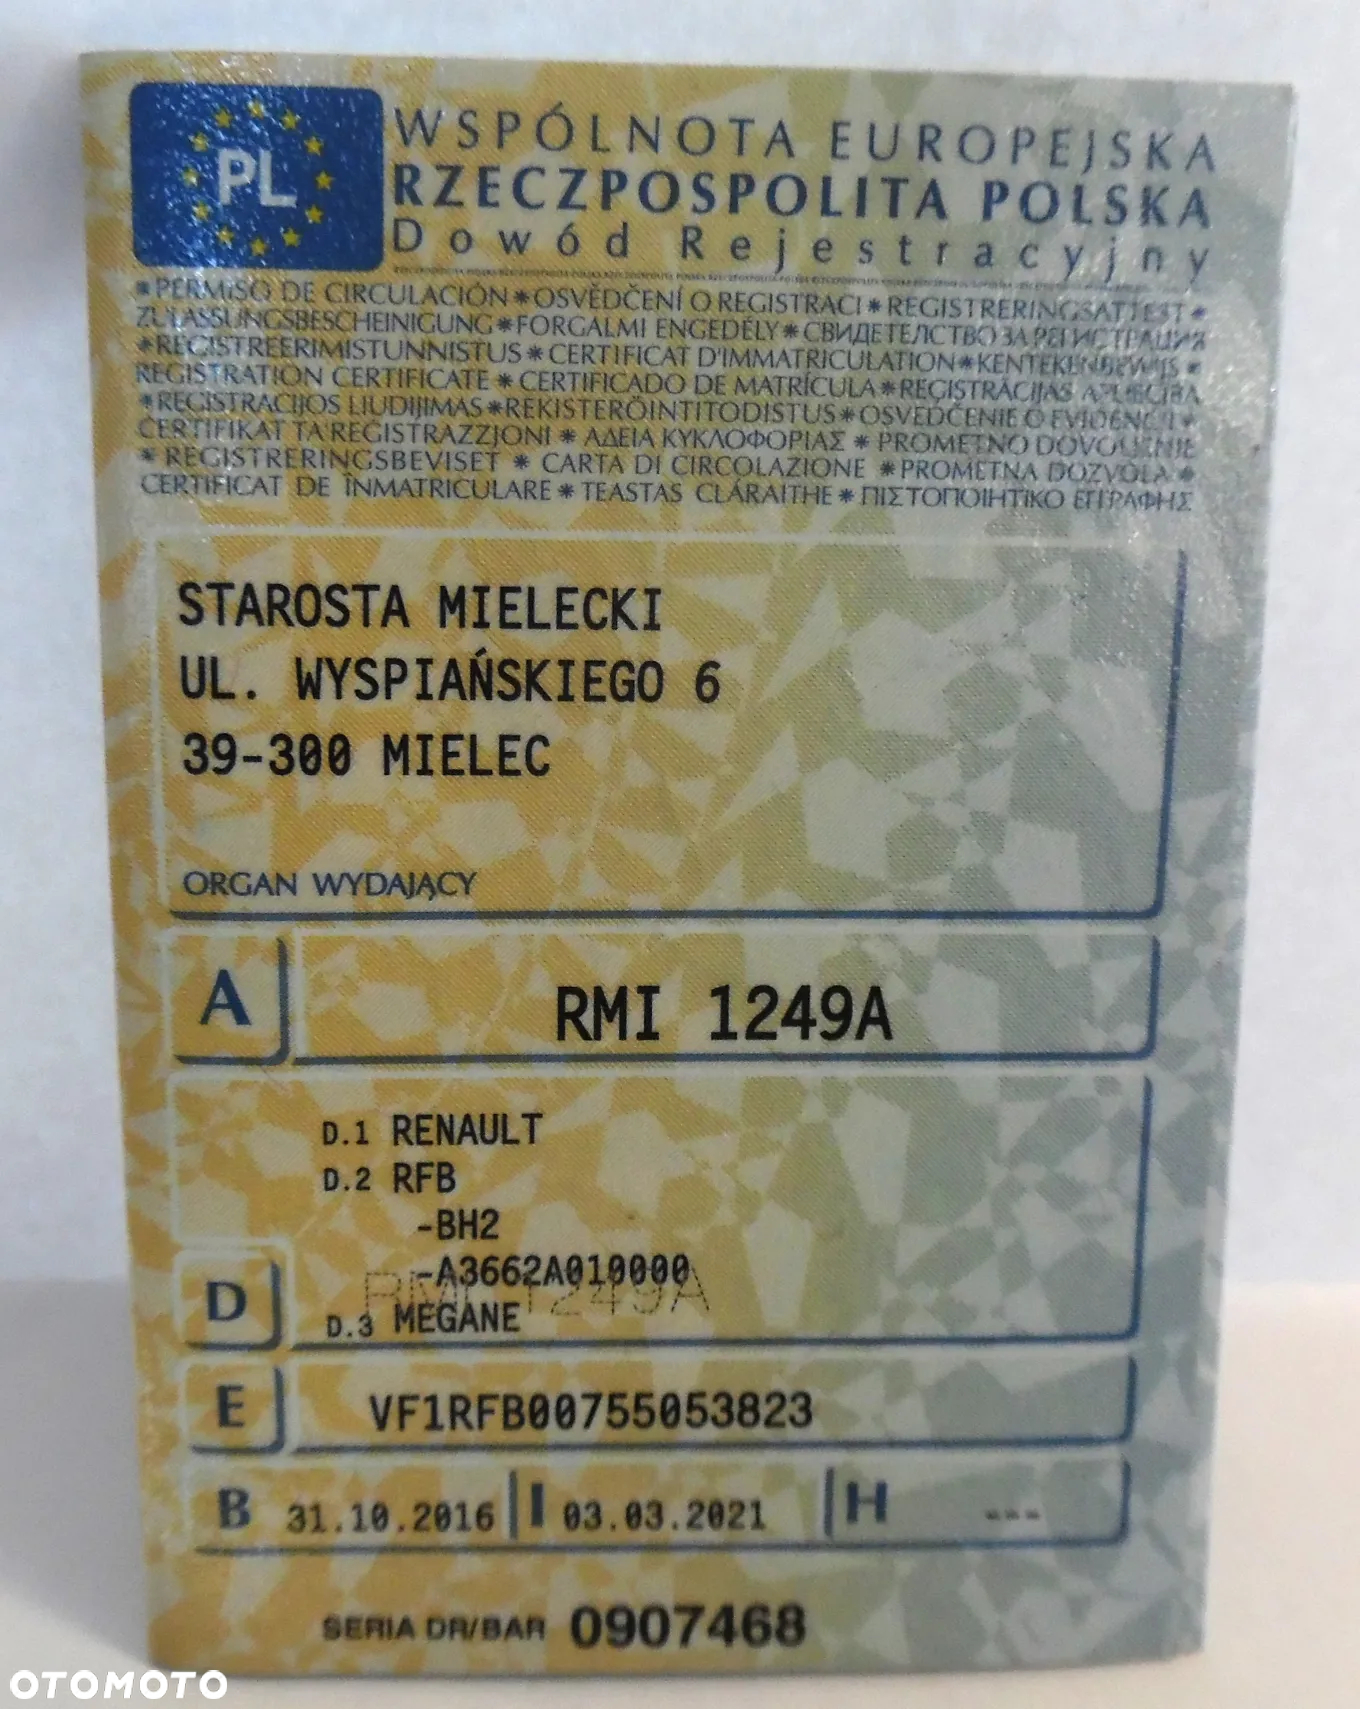 PL
WSPÓLNOTA EUROPEJSKA
RZECZPOSPOLITA POLSKA
Dowód Rejestracyjny
*PERMISO DE CIRCULACIÓN*OSVĚDČENÍ O REGISTRACI*REGISTRERINGSATTEST*
ZULASSUNGSBESCHEINIGUNG*FORGALMI ENGEDÉLY*СВИДЕТЕЛСТВО ЗА РЕГИСТРАЦИЯ
*REGISTREERIMISTUNNISTUS*CERTIFICAT D'IMMATRICULATION*KENTEKENBEWIJS*
REGISTRATION CERTIFICATE*CERTIFICADO DE MATRÍCULA*REĢISTRĀCIJAS APLIECĪBA
*REGISTRACIJOS LIUDIJIMAS*REKISTERÖINTITODISTUS*OSVEDČENIE O EVIDENCII*
ĊERTIFIKAT TA'REĠISTRAZZJONI*ΑΔΕΙΑ ΚΥΚΛΟΦΟΡΙΑΣ*PROMETNO DOVOLJENJE
*REGISTRERINGSBEVISET*CARTA DI CIRCOLAZIONE*PROMETNA DOZVOLA*
CERTIFICAT DE ÎNMATRICULARE*TEASTAS CLÁRAITHE*ΠΙΣΤΟΠΟΙΗΤΙΚΟ ΕΓΓΡΑΦΗΣ
STAROSTA MIELECKI
UL. WYSPIAŃSKIEGO 6
39-300 MIELEC
ORGAN WYDAJĄCY
A RMI 1249A
D.1 RENAULT
D.2 RFB
-BH2
-A3662A010000
RMI 1249A
D D.3 MEGANE
E VF1RFB00755053823
B 31.10.2016 I 03.03.2021 H ---
SERIA DR/BAR 0907468
OTOMOTO